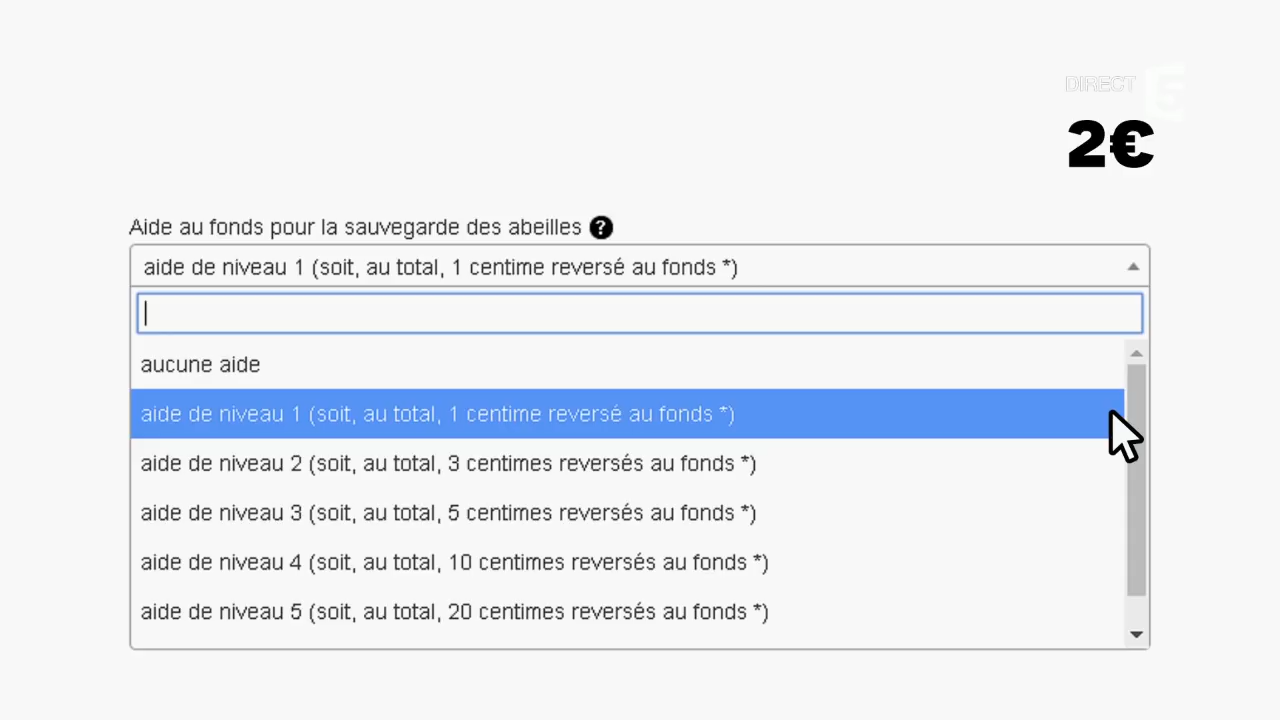 DIRECT
2€
Aide au fonds pour la sauvegarde des abeilles ?
aide de niveau 1 (soit, au total, 1 centime reversé au fonds *)
aucune aide
aide de niveau 1 (soit, au total, 1 centime reversé au fonds *)
aide de niveau 2 (soit, au total, 3 centimes reversés au fonds *)
aide de niveau 3 (soit, au total, 5 centimes reversés au fonds *)
aide de niveau 4 (soit, au total, 10 centimes reversés au fonds *)
aide de niveau 5 (soit, au total, 20 centimes reversés au fonds *)